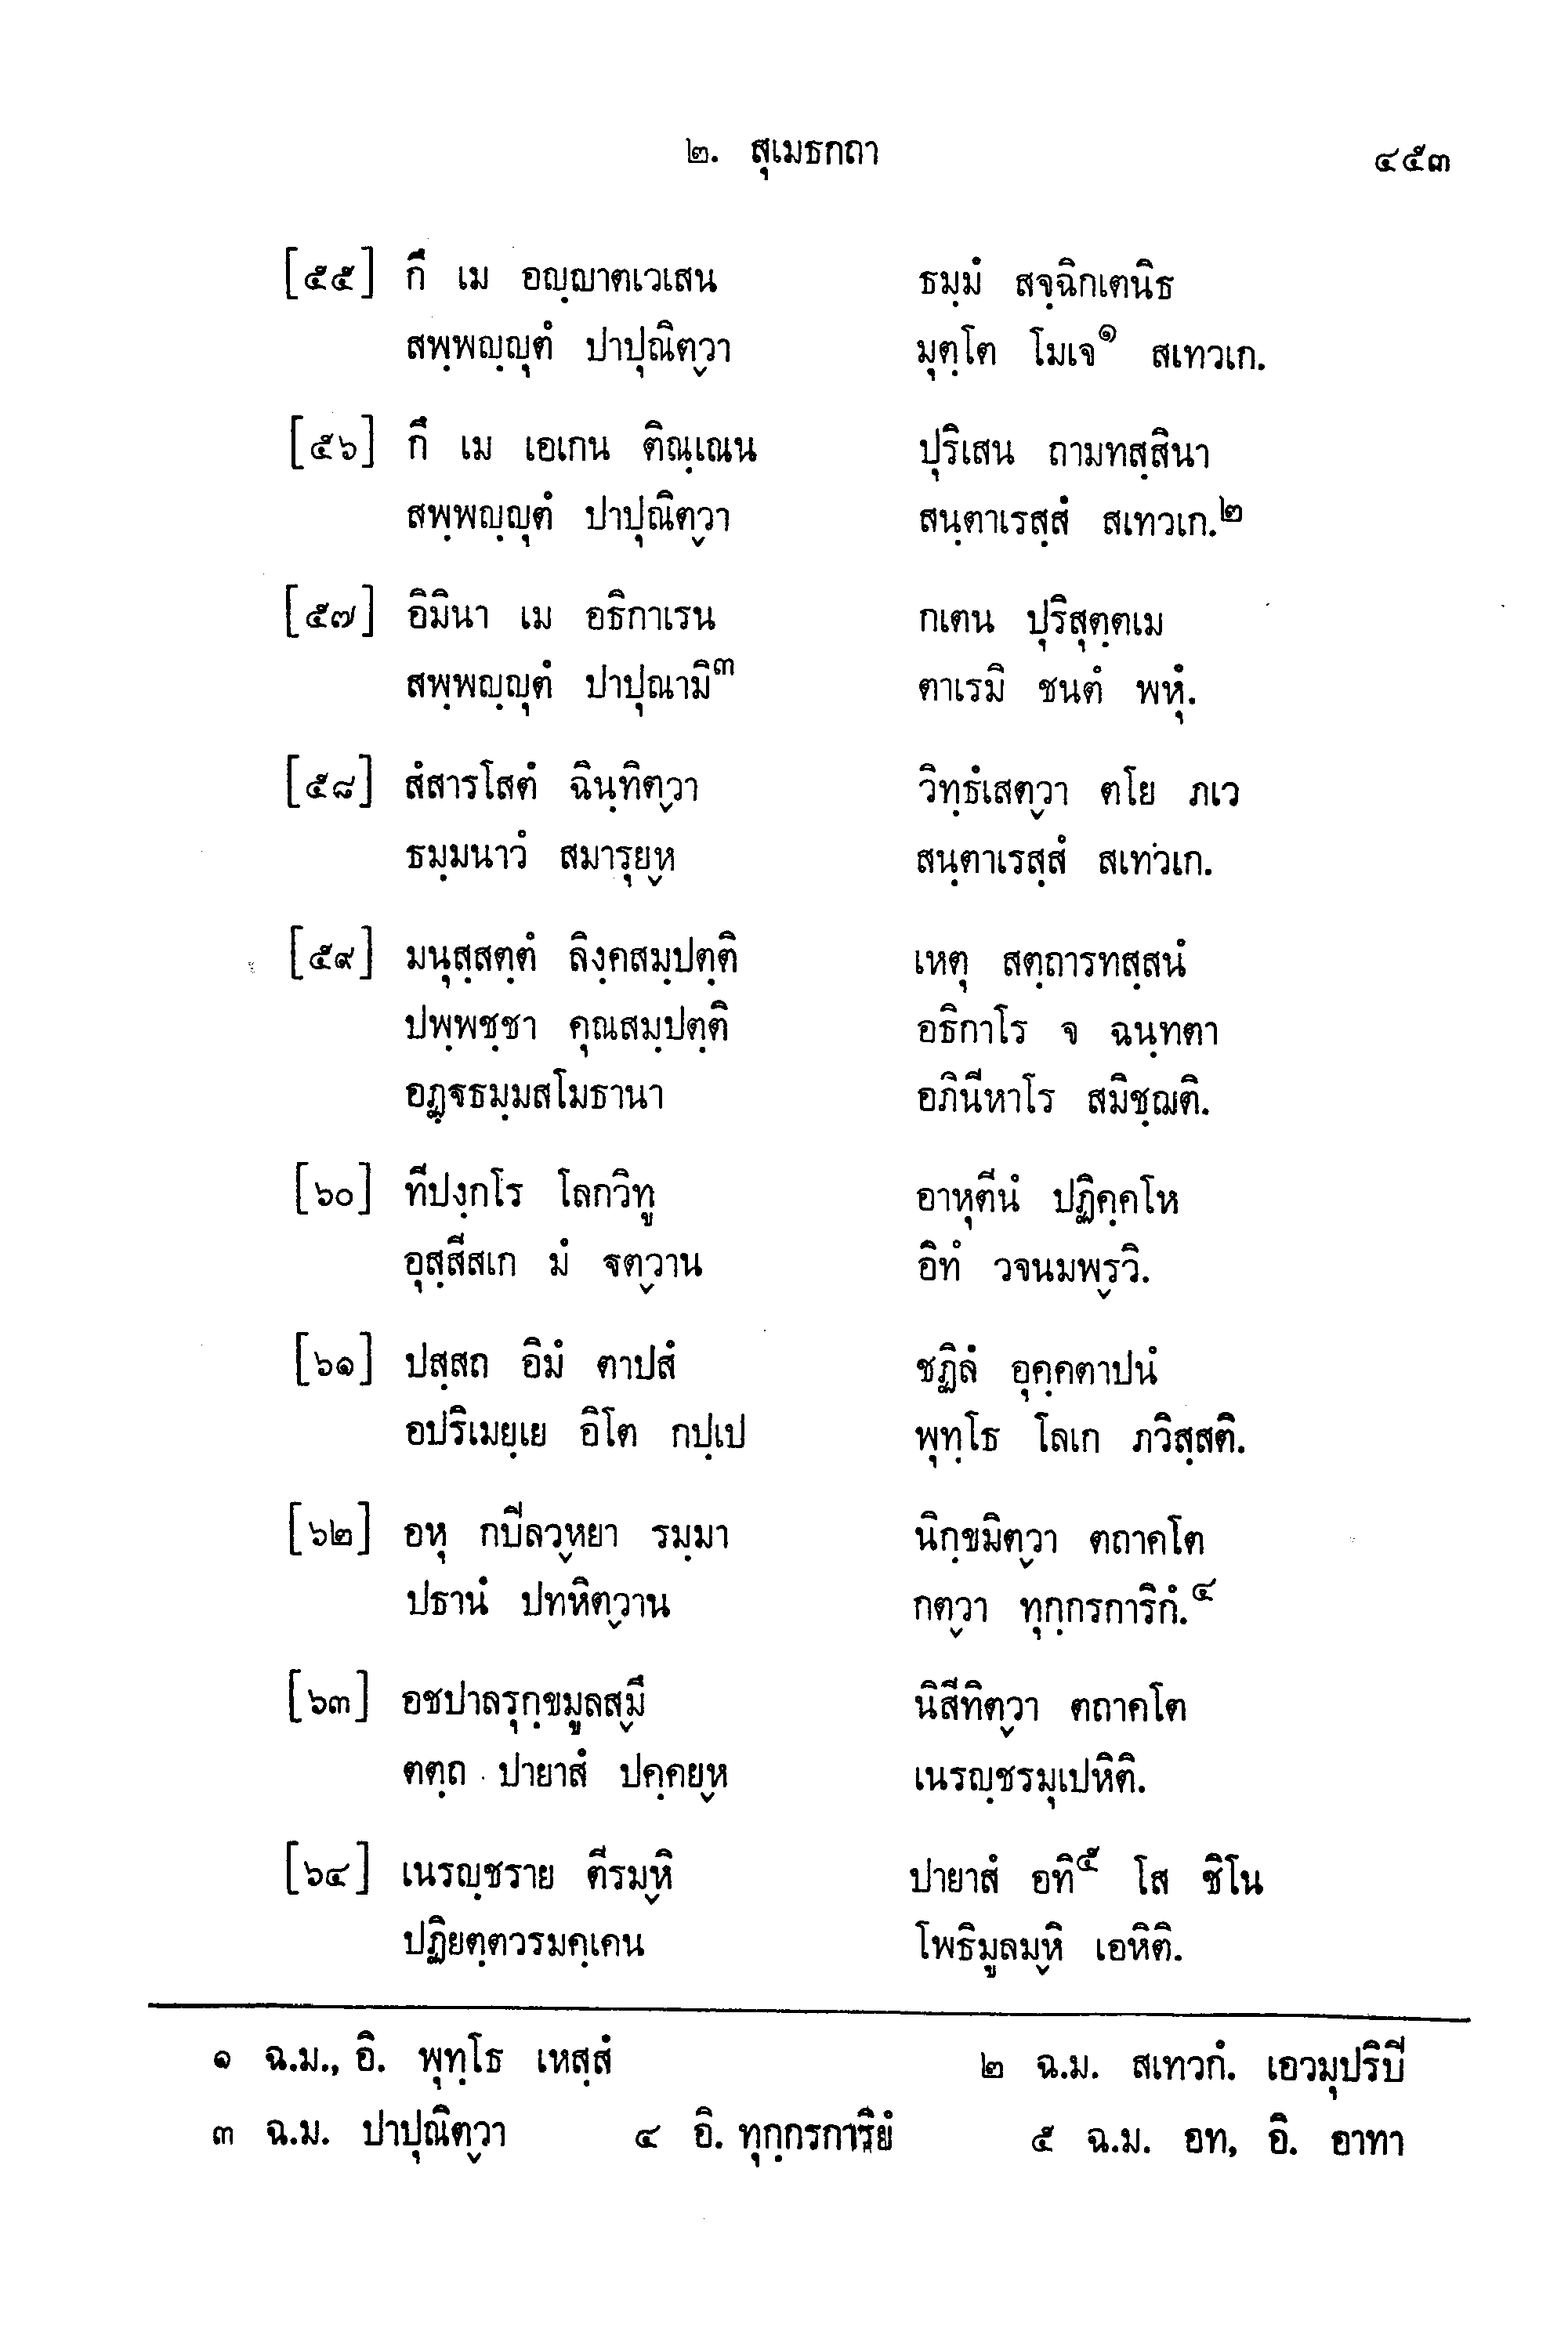 ๒. สุเมธกถา ๔๕๓
[๕๕] กึ เม อญฺญาตเวเสน ธมฺมํ สจฺฉิกเตนิธ
สพฺพญฺญุตํ ปาปุณิตฺวา มุตฺโต โมเจ๑ สเทวเก.
[๕๖] กึ เม เอเกน ติณฺเณน ปุริเสน ถามทสฺสินา
สพฺพญฺญุตํ ปาปุณิตฺวา สนฺตาเรสฺสํ สเทวเก.๒
[๕๗] อิมินา เม อธิกาเรน กเตน ปุริสุตฺตเม
สพฺพญฺญุตํ ปาปุณามิ๓ ตาเรมิ ชนตํ พหุํ.
[๕๘] สํสารโสตํ ฉินฺทิตฺวา วิทฺธํเสตฺวา ตโย ภเว
ธมฺมนาวํ สมารุยฺห สนฺตาเรสฺสํ สเทวเก.
[๕๙] มนุสฺสตฺตํ ลิงฺคสมฺปตฺติ เหตุ สตฺถารทสฺสนํ
ปพฺพชฺชา คุณสมฺปตฺติ อธิกาโร จ ฉนฺทตา
อฏฺฐธมฺมสโมธานา อภินีหาโร สมิชฺฌติ.
[๖๐] ทีปงฺกโร โลกวิทู อาหุตีนํ ปฏิคฺคโห
อุสฺสีสเก มํ ฐตฺวาน อิทํ วจนมพฺรวิ.
[๖๑] ปสฺสถ อิมํ ตาปสํ ชฏิลํ อุคฺคตาปนํ
อปริเมยฺเย อิโต กปฺเป พุทฺโธ โลเก ภวิสฺสติ.
[๖๒] อหุ กปีลวฺหยา รมฺมา นิกฺขมิตฺวา ตถาคโต
ปธานํ ปทหิตฺวาน กตฺวา ทุกฺกรการิกํ.๔
[๖๓] อชปาลรุกฺขมูลสฺมึ นิสีทิตฺวา ตถาคโต
ตตฺถ ปายาสํ ปคฺคยฺห เนรญฺชรมุเปหิติ.
[๖๔] เนรญฺชราย ตีรมฺหิ ปายาสํ อทิ๕ โส ชิโน
ปฏิยตฺตวรมคฺเคน โพธิมูลมฺหิ เอหิติ.
๑ ฉ.ม., อิ. พุทฺโธ เหสฺสํ ๒ ฉ.ม. สเทวกํ. เอวมุปริปี
๓ ฉ.ม. ปาปุณิตฺวา ๔ อิ. ทุกฺกรการิยํ ๕ ฉ.ม. อท, อิ. อาทา